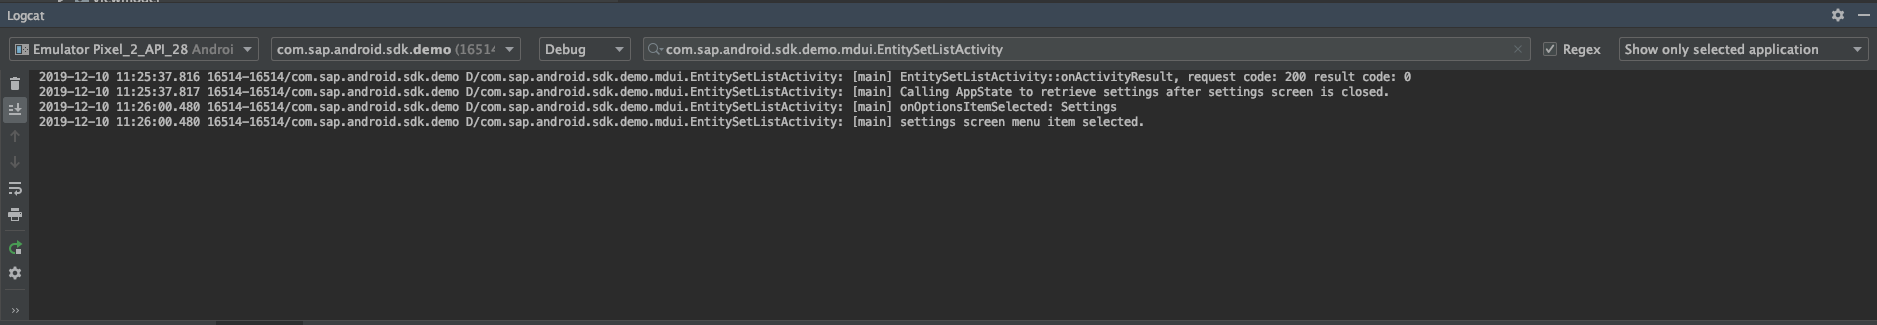 Logcat
Emulator Pixel_2_API_28 Androi com.sap.android.sdk.demo (16514 Debug com.sap.android.sdk.demo.mdui.EntitySetListActivity Regex Show only selected application
2019-12-10 11:25:37.816 16514-16514/com.sap.android.sdk.demo D/com.sap.android.sdk.demo.mdui.EntitySetListActivity: [main] EntitySetListActivity::onActivityResult, request code: 200 result code: 0
2019-12-10 11:25:37.817 16514-16514/com.sap.android.sdk.demo D/com.sap.android.sdk.demo.mdui.EntitySetListActivity: [main] Calling AppState to retrieve settings after settings screen is closed.
2019-12-10 11:26:00.480 16514-16514/com.sap.android.sdk.demo D/com.sap.android.sdk.demo.mdui.EntitySetListActivity: [main] onOptionsItemSelected: Settings
2019-12-10 11:26:00.480 16514-16514/com.sap.android.sdk.demo D/com.sap.android.sdk.demo.mdui.EntitySetListActivity: [main] settings screen menu item selected.